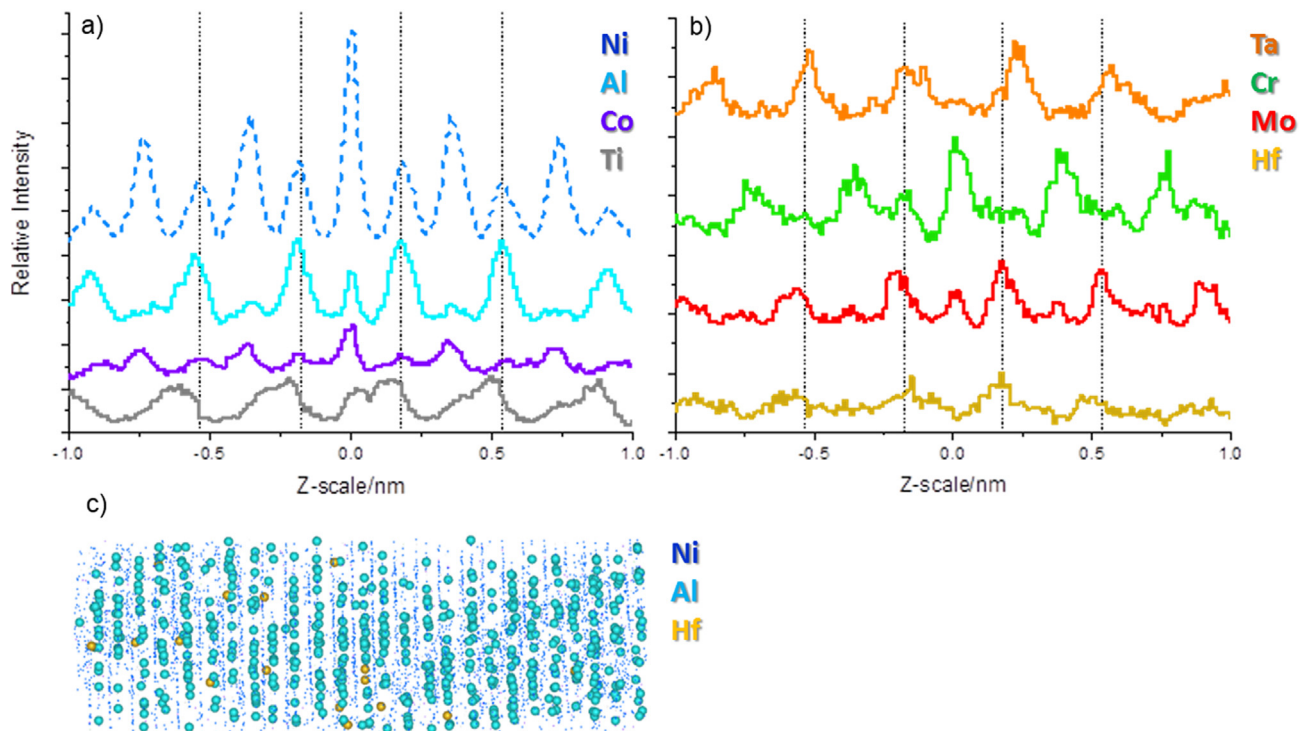 a)
Ni
Al
Co
Ti
Relative Intensity
-1.0 -0.5 0.0 0.5 1.0
Z-scale/nm
b)
Ta
Cr
Mo
Hf
-1.0 -0.5 0.0 0.5 1.0
Z-scale/nm
c)
Ni
Al
Hf